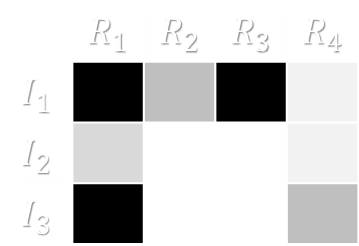 R₁ R₂ R₃ R₄
I₁
I₂
I₃